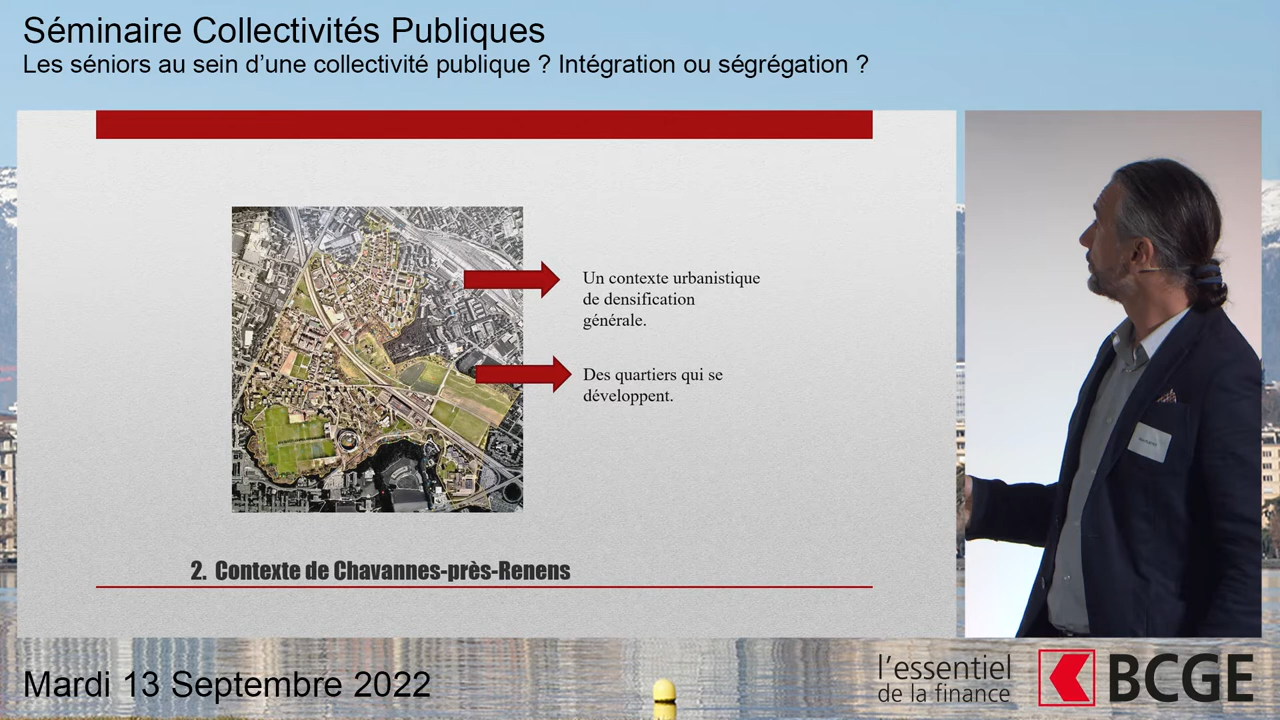 Séminaire Collectivités Publiques
Les séniors au sein d’une collectivité publique ? Intégration ou ségrégation ?
Un contexte urbanistique
de densification
générale.
Des quartiers qui se
développent.
2. Contexte de Chavannes-près-Renens
Mardi 13 Septembre 2022
l’essentiel
de la finance
BCGE